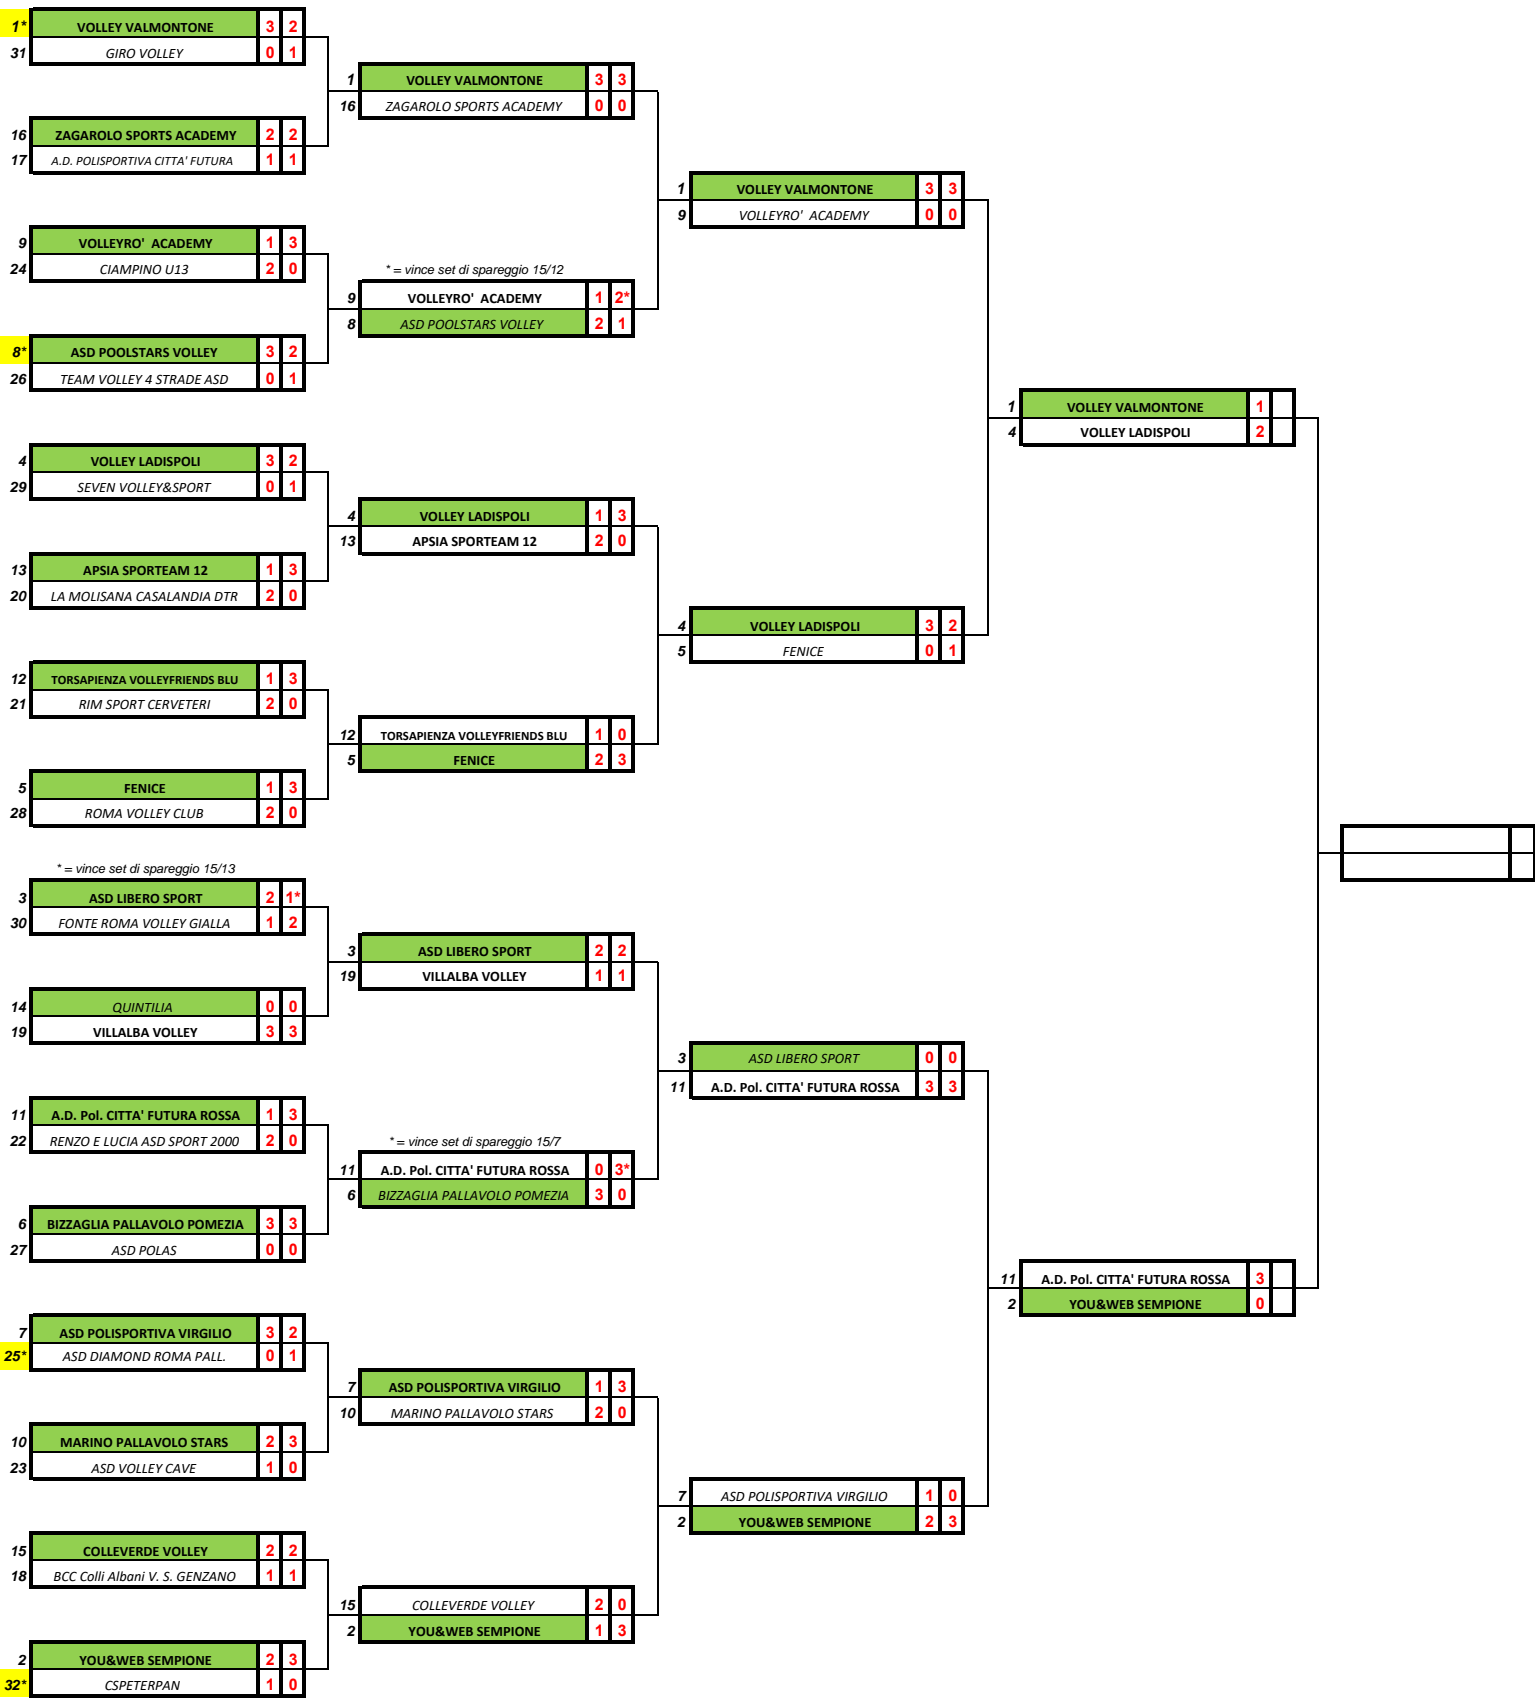 1* VOLLEY VALMONTONE 3 2
31 GIRO VOLLEY 0 1
16 ZAGAROLO SPORTS ACADEMY 2 2
17 A.D. POLISPORTIVA CITTA' FUTURA 1 1
9 VOLLEYRO' ACADEMY 1 3
24 CIAMPINO U13 2 0
8* ASD POOLSTARS VOLLEY 3 2
26 TEAM VOLLEY 4 STRADE ASD 0 1
4 VOLLEY LADISPOLI 3 2
29 SEVEN VOLLEY&SPORT 0 1
13 APSIA SPORTEAM 12 1 3
20 LA MOLISANA CASALANDIA DTR 2 0
12 TORSAPIENZA VOLLEYFRIENDS BLU 1 3
21 RIM SPORT CERVETERI 2 0
5 FENICE 1 3
28 ROMA VOLLEY CLUB 2 0
* = vince set di spareggio 15/13
3 ASD LIBERO SPORT 2 1*
30 FONTE ROMA VOLLEY GIALLA 1 2
14 QUINTILIA 0 0
19 VILLALBA VOLLEY 3 3
11 A.D. Pol. CITTA' FUTURA ROSSA 1 3
22 RENZO E LUCIA ASD SPORT 2000 2 0
6 BIZZAGLIA PALLAVOLO POMEZIA 3 3
27 ASD POLAS 0 0
7 ASD POLISPORTIVA VIRGILIO 3 2
25* ASD DIAMOND ROMA PALL. 0 1
10 MARINO PALLAVOLO STARS 2 3
23 ASD VOLLEY CAVE 1 0
15 COLLEVERDE VOLLEY 2 2
18 BCC Colli Albani V. S. GENZANO 1 1
2 YOU&WEB SEMPIONE 2 3
32* CSPETERPAN 1 0
1 VOLLEY VALMONTONE 3 3
16 ZAGAROLO SPORTS ACADEMY 0 0
* = vince set di spareggio 15/12
9 VOLLEYRO' ACADEMY 1 2*
8 ASD POOLSTARS VOLLEY 2 1
4 VOLLEY LADISPOLI 1 3
13 APSIA SPORTEAM 12 2 0
12 TORSAPIENZA VOLLEYFRIENDS BLU 1 0
5 FENICE 2 3
3 ASD LIBERO SPORT 2 2
19 VILLALBA VOLLEY 1 1
* = vince set di spareggio 15/7
11 A.D. Pol. CITTA' FUTURA ROSSA 0 3*
6 BIZZAGLIA PALLAVOLO POMEZIA 3 0
7 ASD POLISPORTIVA VIRGILIO 1 3
10 MARINO PALLAVOLO STARS 2 0
15 COLLEVERDE VOLLEY 2 0
2 YOU&WEB SEMPIONE 1 3
1 VOLLEY VALMONTONE 3 3
9 VOLLEYRO' ACADEMY 0 0
4 VOLLEY LADISPOLI 3 2
5 FENICE 0 1
3 ASD LIBERO SPORT 0 0
11 A.D. Pol. CITTA' FUTURA ROSSA 3 3
7 ASD POLISPORTIVA VIRGILIO 1 0
2 YOU&WEB SEMPIONE 2 3
1 VOLLEY VALMONTONE 1
4 VOLLEY LADISPOLI 2
11 A.D. Pol. CITTA' FUTURA ROSSA 3
2 YOU&WEB SEMPIONE 0